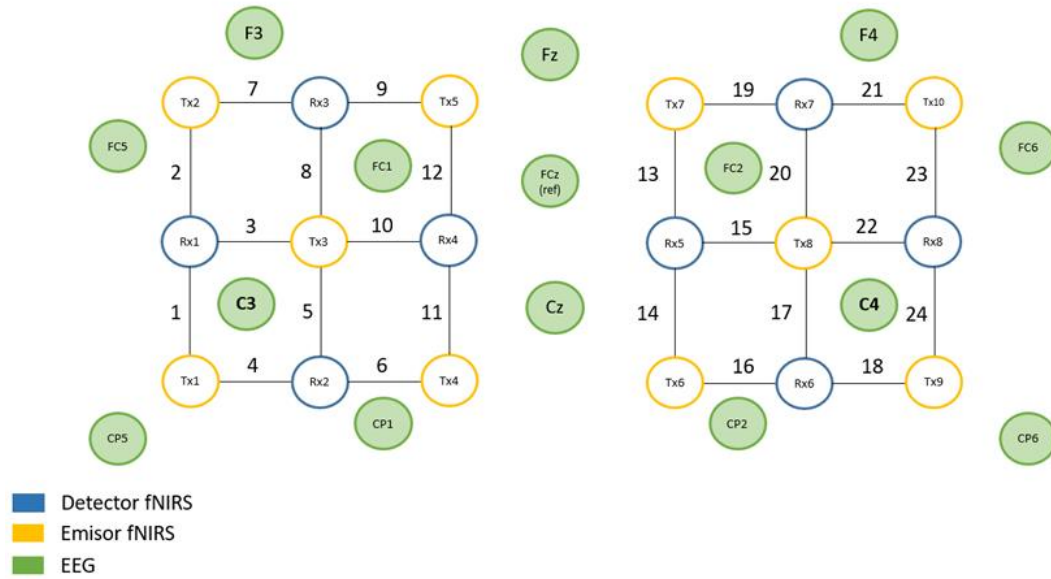 F3
Fz
F4
Tx2
7
Rx3
9
Tx5
Tx7
19
Rx7
21
Tx10
FC5
2
8
FC1
12
FCz
(ref)
13
FC2
20
23
FC6
Rx1
3
Tx3
10
Rx4
Rx5
15
Tx8
22
Rx8
1
C3
5
11
Cz
14
17
C4
24
Tx1
4
Rx2
6
Tx4
Tx6
16
Rx6
18
Tx9
CP5
CP1
CP2
CP6
Detector fNIRS
Emisor fNIRS
EEG